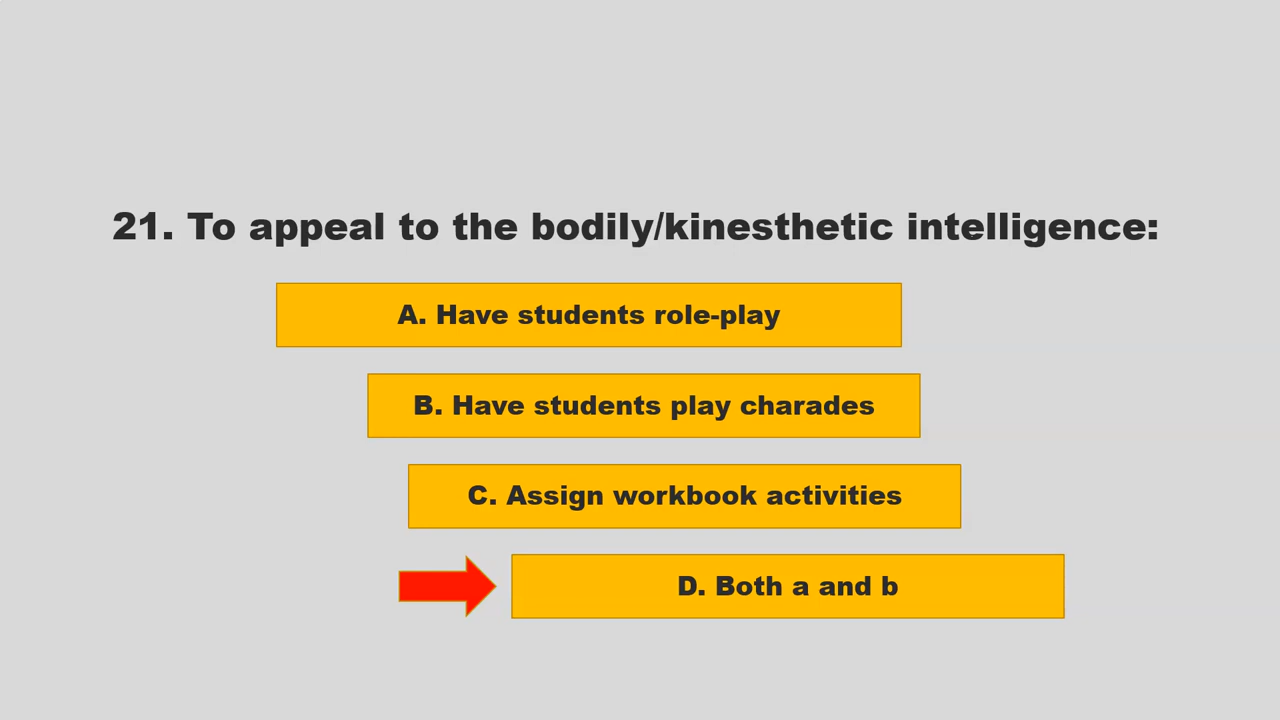 21. To appeal to the bodily/kinesthetic intelligence:
A. Have students role-play
B. Have students play charades
C. Assign workbook activities
D. Both a and b